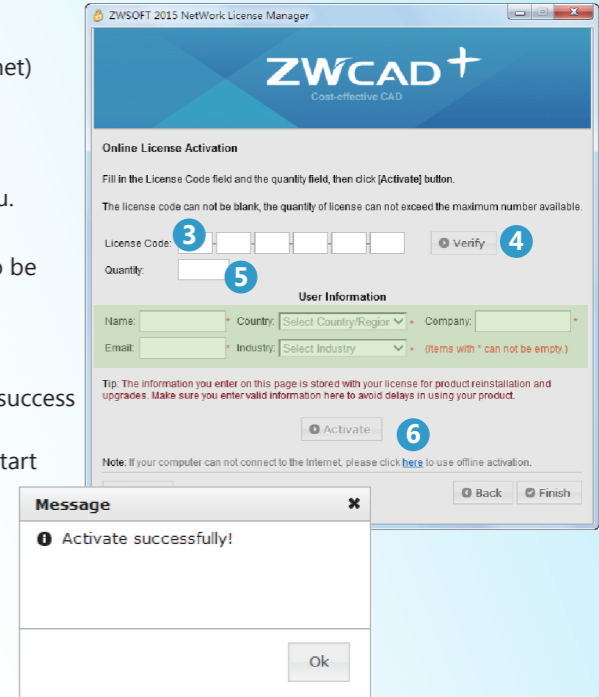 ZWSOFT 2015 NetWork License Manager
net)
ZWCAD+
Cost-effective CAD
Online License Activation
Fill in the License Code field and the quantity field, then click [Activate] button.
u.
The license code can not be blank, the quantity of license can not exceed the maximum number available.
License Code: 3 - - - - - Verify 4
be
Quantity: 5
User Information
Name: * Country: Select Country/Region * Company: *
Email: * Industry: Select Industry * (Items with * can not be empty.)
Tip: The information you enter on this page is stored with your license for product reinstallation and
success
upgrades. Make sure you enter valid information here to avoid delays in using your product.
Activate 6
tart
Note: If your computer can not connect to the Internet, please click here to use offline activation.
Back Finish
Message
Activate successfully!
Ok